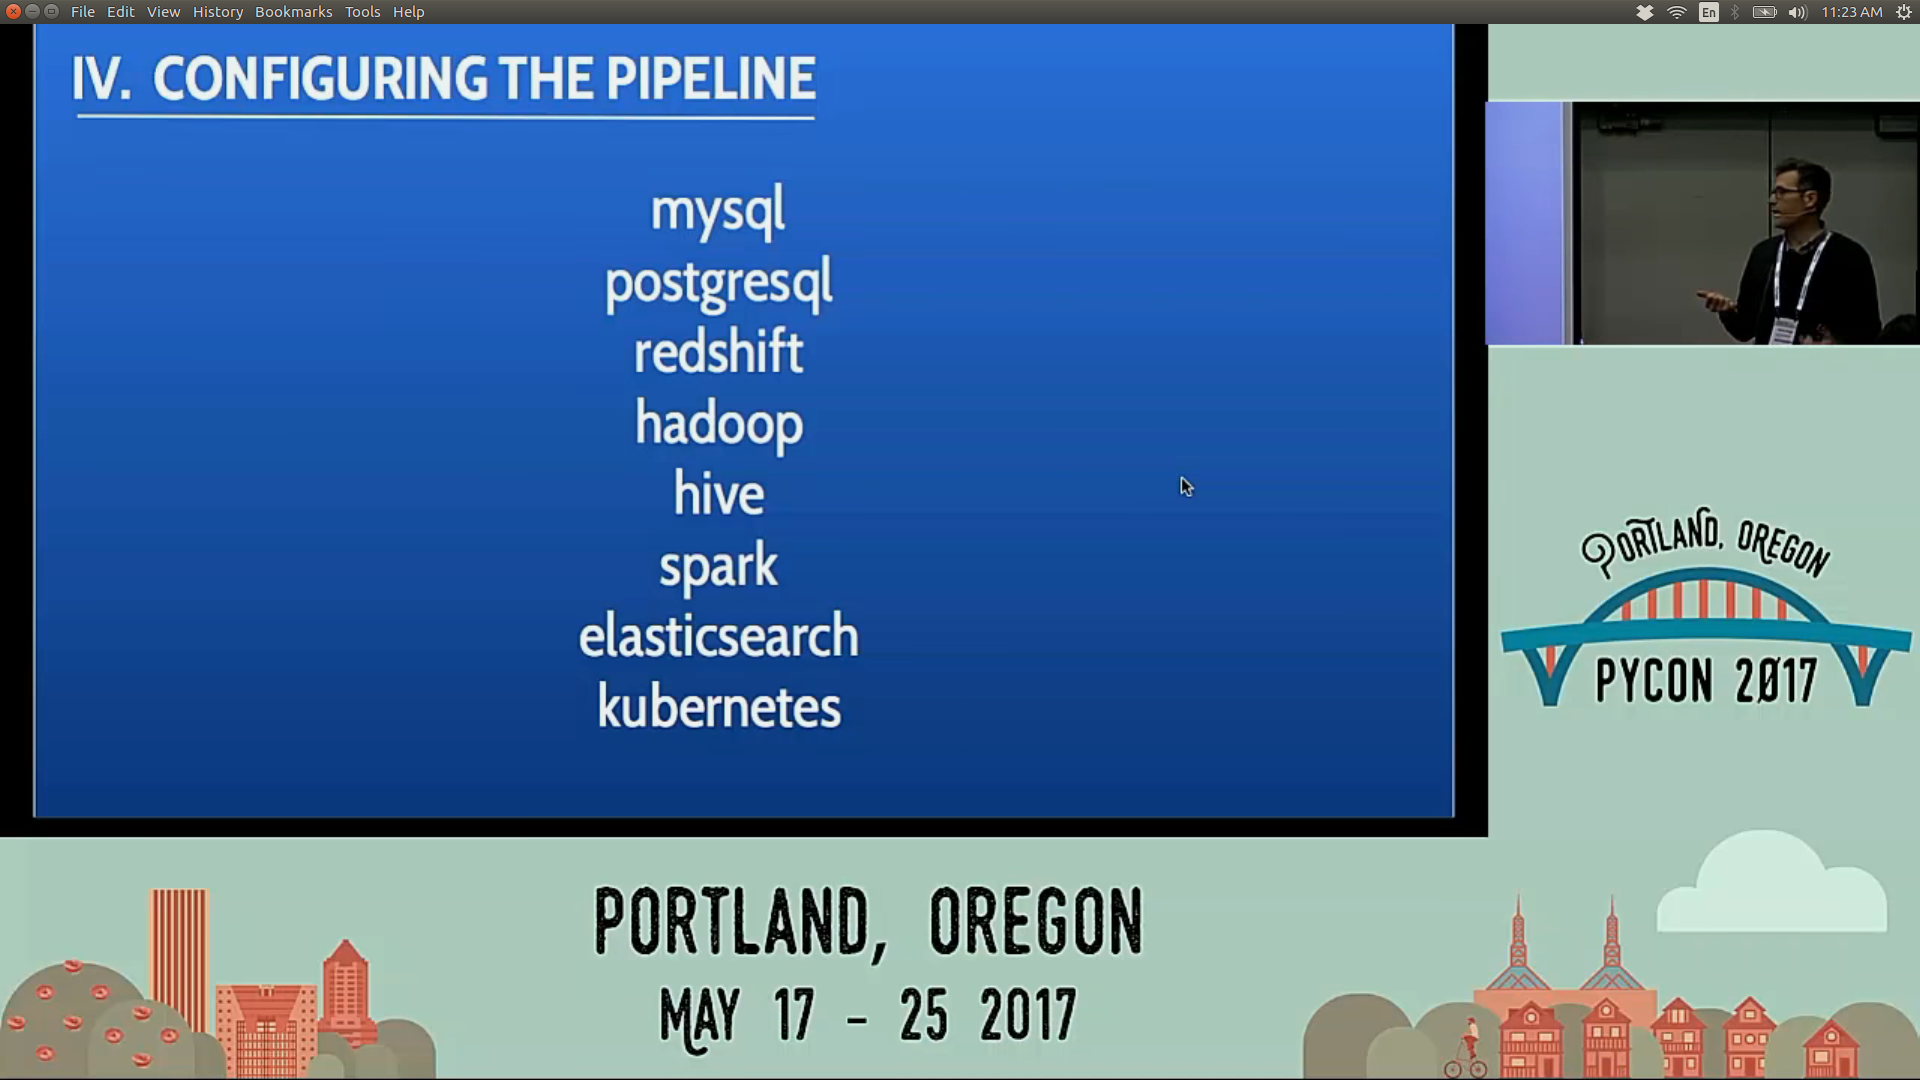 File Edit View History Bookmarks Tools Help
En
11:23 AM
IV. CONFIGURING THE PIPELINE
mysql
postgresql
redshift
hadoop
hive
spark
elasticsearch
kubernetes
PORTLAND, OREGON
PYCON 2017
PORTLAND, OREGON
MAY 17 - 25 2017